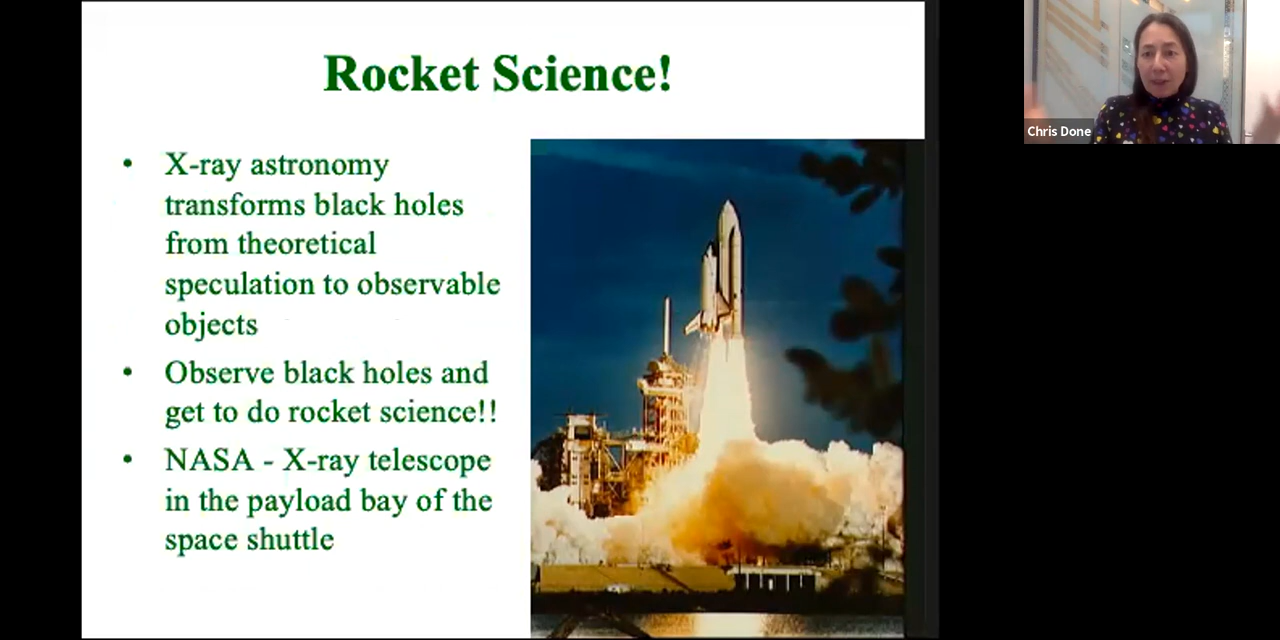 Rocket Science!
• X-ray astronomy
transforms black holes
from theoretical
speculation to observable
objects
• Observe black holes and
get to do rocket science!!
• NASA - X-ray telescope
in the payload bay of the
space shuttle
Chris Done